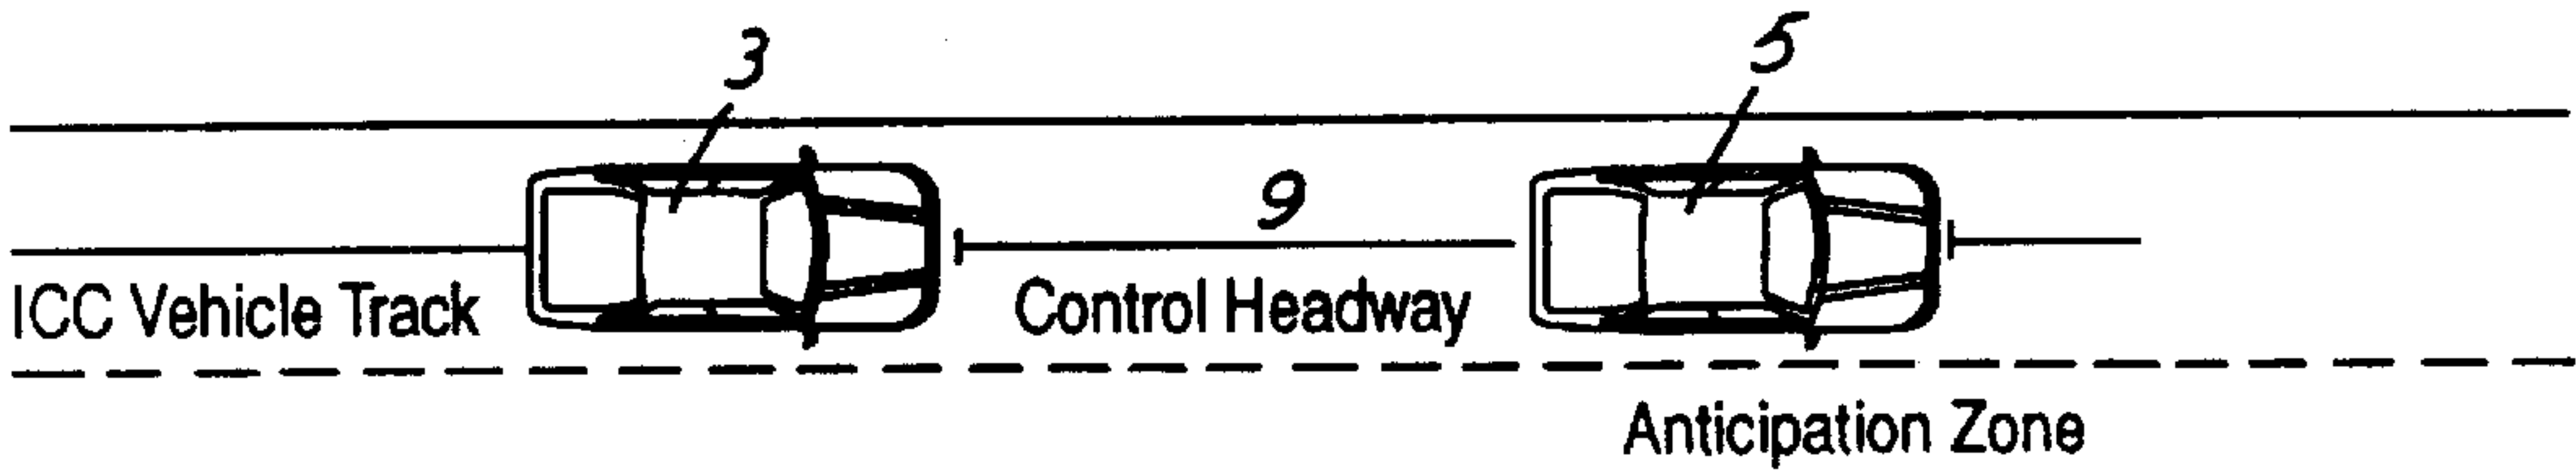 3
5
9
ICC Vehicle Track
Control Headway
Anticipation Zone